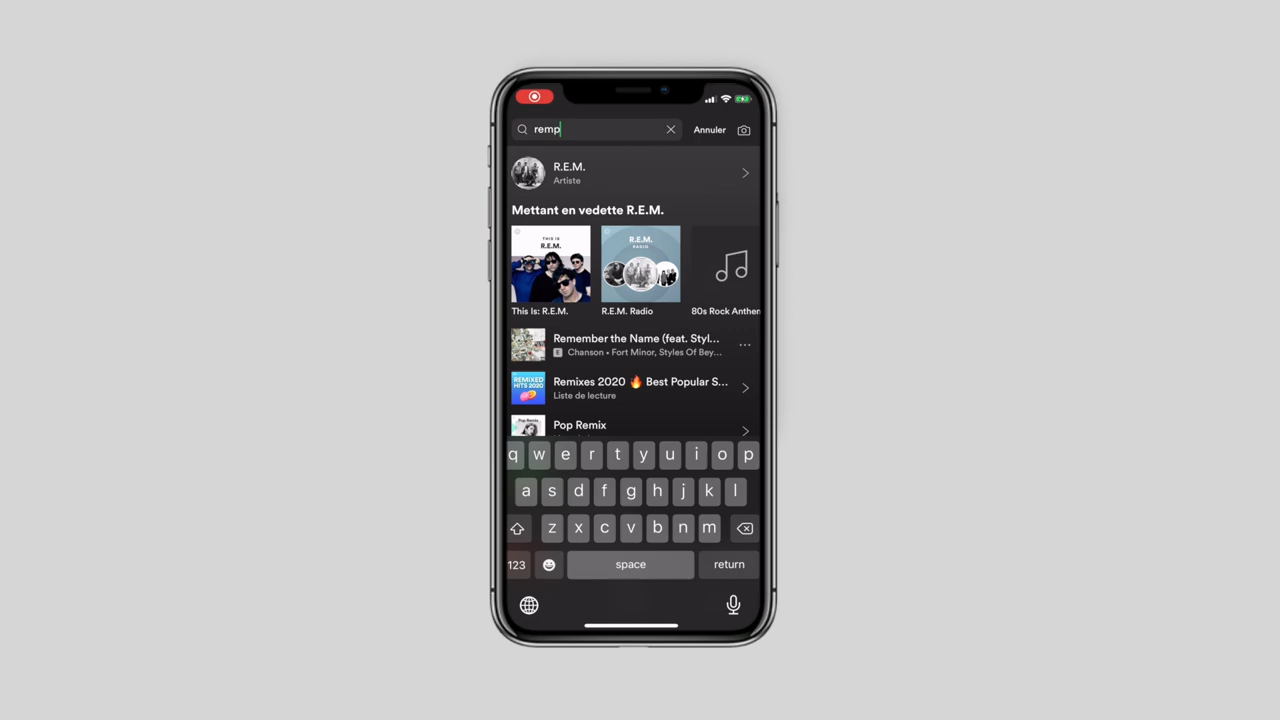 remp
Annuler
R.E.M.
Artiste
Mettant en vedette R.E.M.
THIS IS
R.E.M.
R.E.M.
RADIO
This Is: R.E.M.
R.E.M. Radio
80s Rock Anthen
Remember the Name (feat. Styl...
E Chanson • Fort Minor, Styles Of Bey...
REMIXED
HITS 2020
Remixes 2020 🔥 Best Popular S...
Liste de lecture
Pop Remix
Pop Remix
q w e r t y u i o p
a s d f g h j k l
z x c v b n m
123
space
return